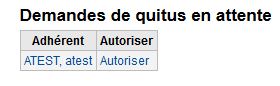 Demandes de quitus en attente
Adhérent Autoriser
ATEST, atest Autoriser